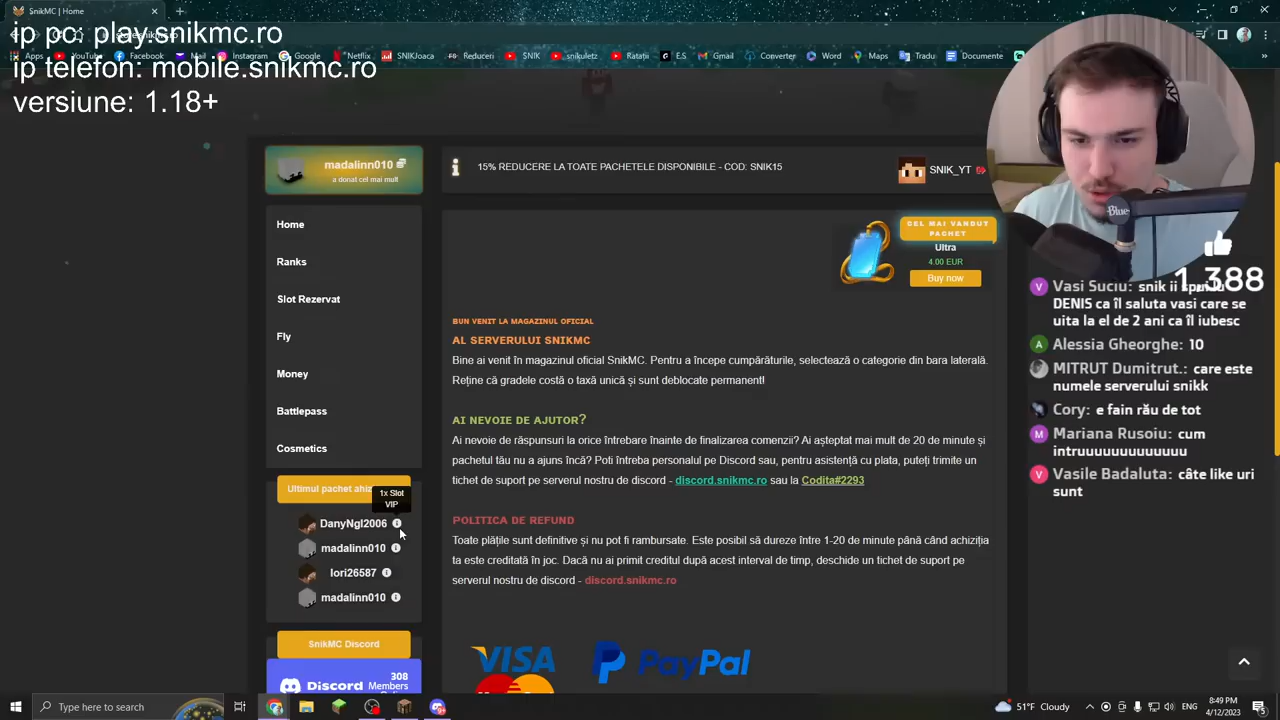 SnikMC | Home
ip pc: play.snikmc.ro
Apps
YouTube
Facebook
Mail
Instagram
Google
Netflix
SNIKJoaca
Reduceri
SNIK
snikuletz
Ratații
E.S
Gmail
Converter
Word
Maps
Tradu
Documente
ip telefon: mobile.snikmc.ro
versiune: 1.18+
madalinn010
a donat cel mai mult
15% REDUCERE LA TOATE PACHETELE DISPONIBILE - COD: SNIK15
SNIK_YT
Home
Ranks
Slot Rezervat
Fly
Money
Battlepass
Cosmetics
CEL MAI VANDUT
PACHET
Ultra
4.00 EUR
Buy now
BUN VENIT LA MAGAZINUL OFICIAL
AL SERVERULUI SNIKMC
Bine ai venit în magazinul oficial SnikMC. Pentru a începe cumpărăturile, selectează o categorie din bara laterală.
Reține că gradele costă o taxă unică și sunt deblocate permanent!
AI NEVOIE DE AJUTOR?
Ai nevoie de răspunsuri la orice întrebare înainte de finalizarea comenzii? Ai așteptat mai mult de 20 de minute și
pachetul tău nu a ajuns încă? Poti întreba personalul pe Discord sau, pentru asistență cu plata, puteți trimite un
tichet de suport pe serverul nostru de discord - discord.snikmc.ro sau la Codita#2293
POLITICA DE REFUND
Toate plățile sunt definitive și nu pot fi rambursate. Este posibil să dureze între 1-20 de minute până când achiziția
ta este creditată în joc. Dacă nu ai primit creditul după acest interval de timp, deschide un tichet de suport pe
serverul nostru de discord - discord.snikmc.ro
VISA
PayPal
Ultimul pachet
1x Slot
VIP
DanyNgl2006
madalinn010
madalinn010
SnikMC Discord
Discord
308
Members
1.388
Vasi Suciu: snik ii
DENIS ca îl saluta vasi care se
uita la el de 2 ani ca îl iubesc
Alessia Gheorghe: 10
MITRUT Dumitrut.: care este
numele serverului snikk
Cory: e fain rău de tot
Mariana Rusoiu: cum
intruuuuuuuuuuu
Vasile Badaluta: câte like uri
sunt
Blue
Type here to search
51°F Cloudy
8:49 PM
4/12/2023